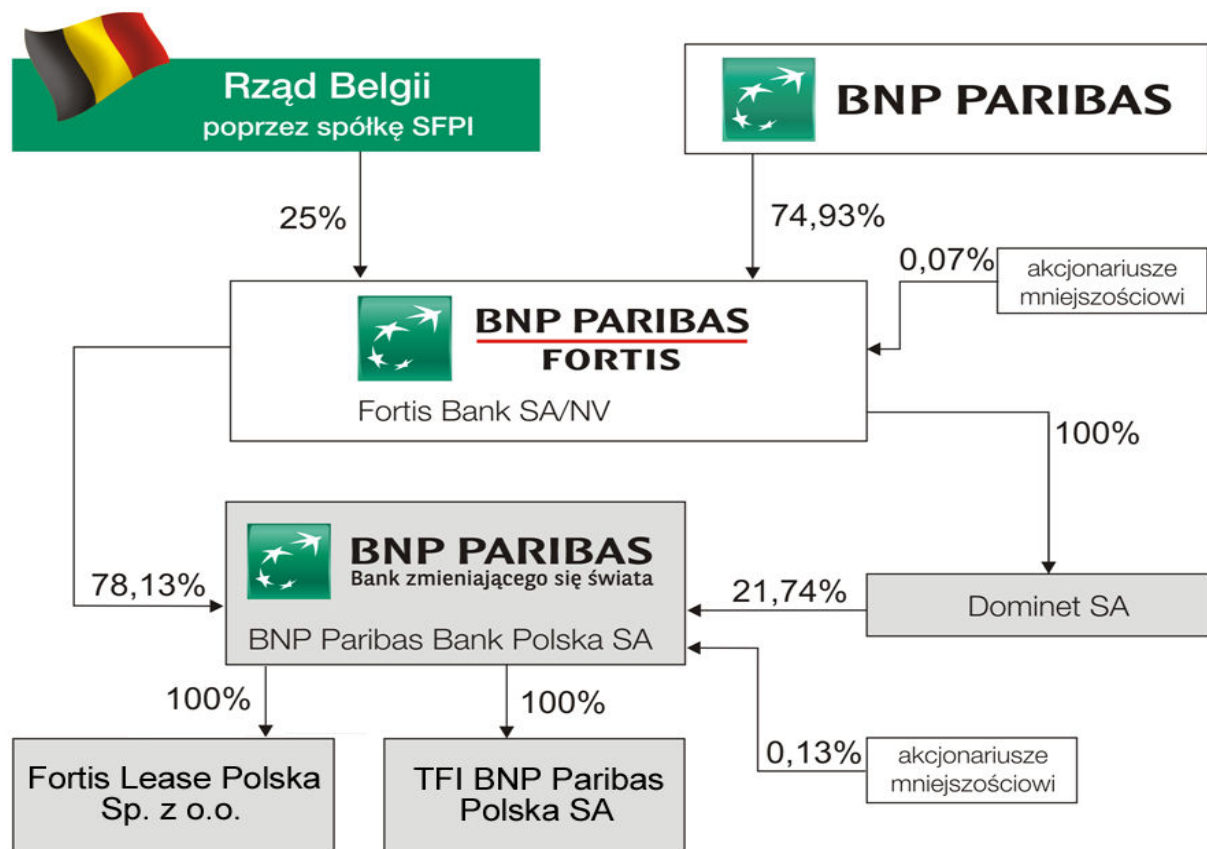 Rząd Belgii
poprzez spółkę SFPI
BNP PARIBAS
25%
74,93%
0,07%
akcjonariusze
mniejszościowi
BNP PARIBAS
FORTIS
Fortis Bank SA/NV
100%
BNP PARIBAS
Bank zmieniającego się świata
78,13%
21,74%
Dominet SA
BNP Paribas Bank Polska SA
100%
100%
0,13%
akcjonariusze
mniejszościowi
Fortis Lease Polska
Sp. z o.o.
TFI BNP Paribas
Polska SA